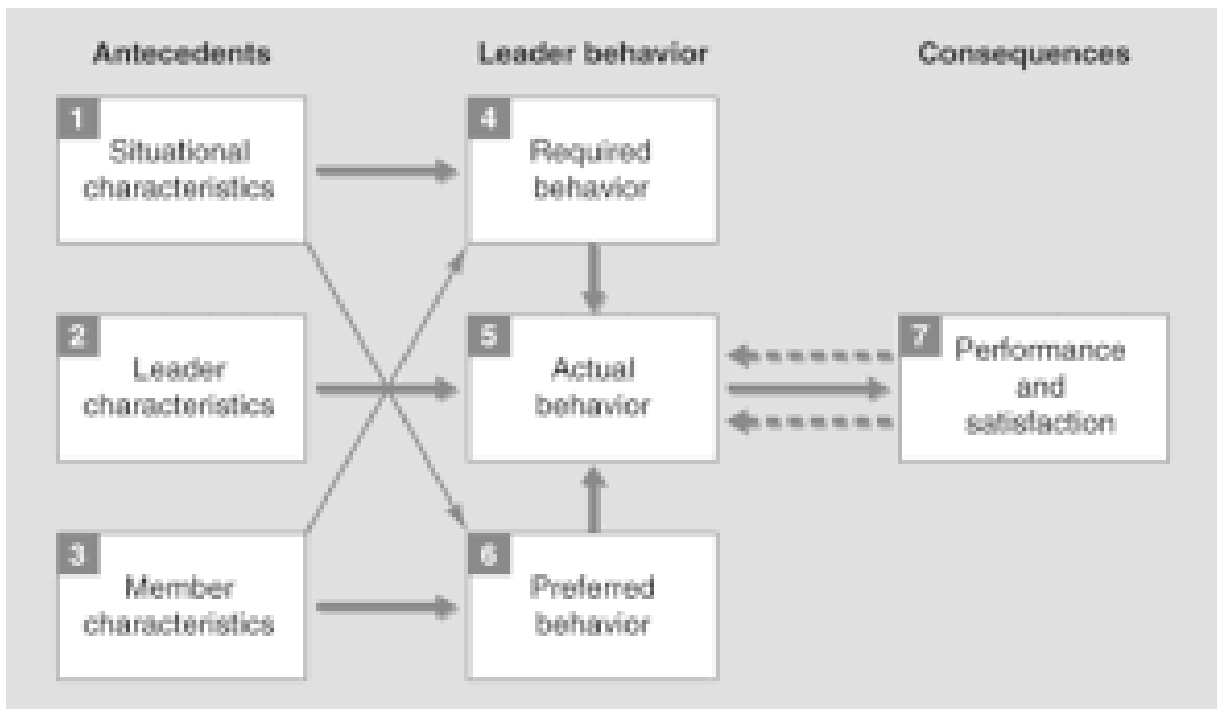 Antecedents
Leader behavior
Consequences
1
Situational
characteristics
4
Required
behavior
2
Leader
characteristics
5
Actual
behavior
7
Performance
and
satisfaction
3
Member
characteristics
6
Preferred
behavior